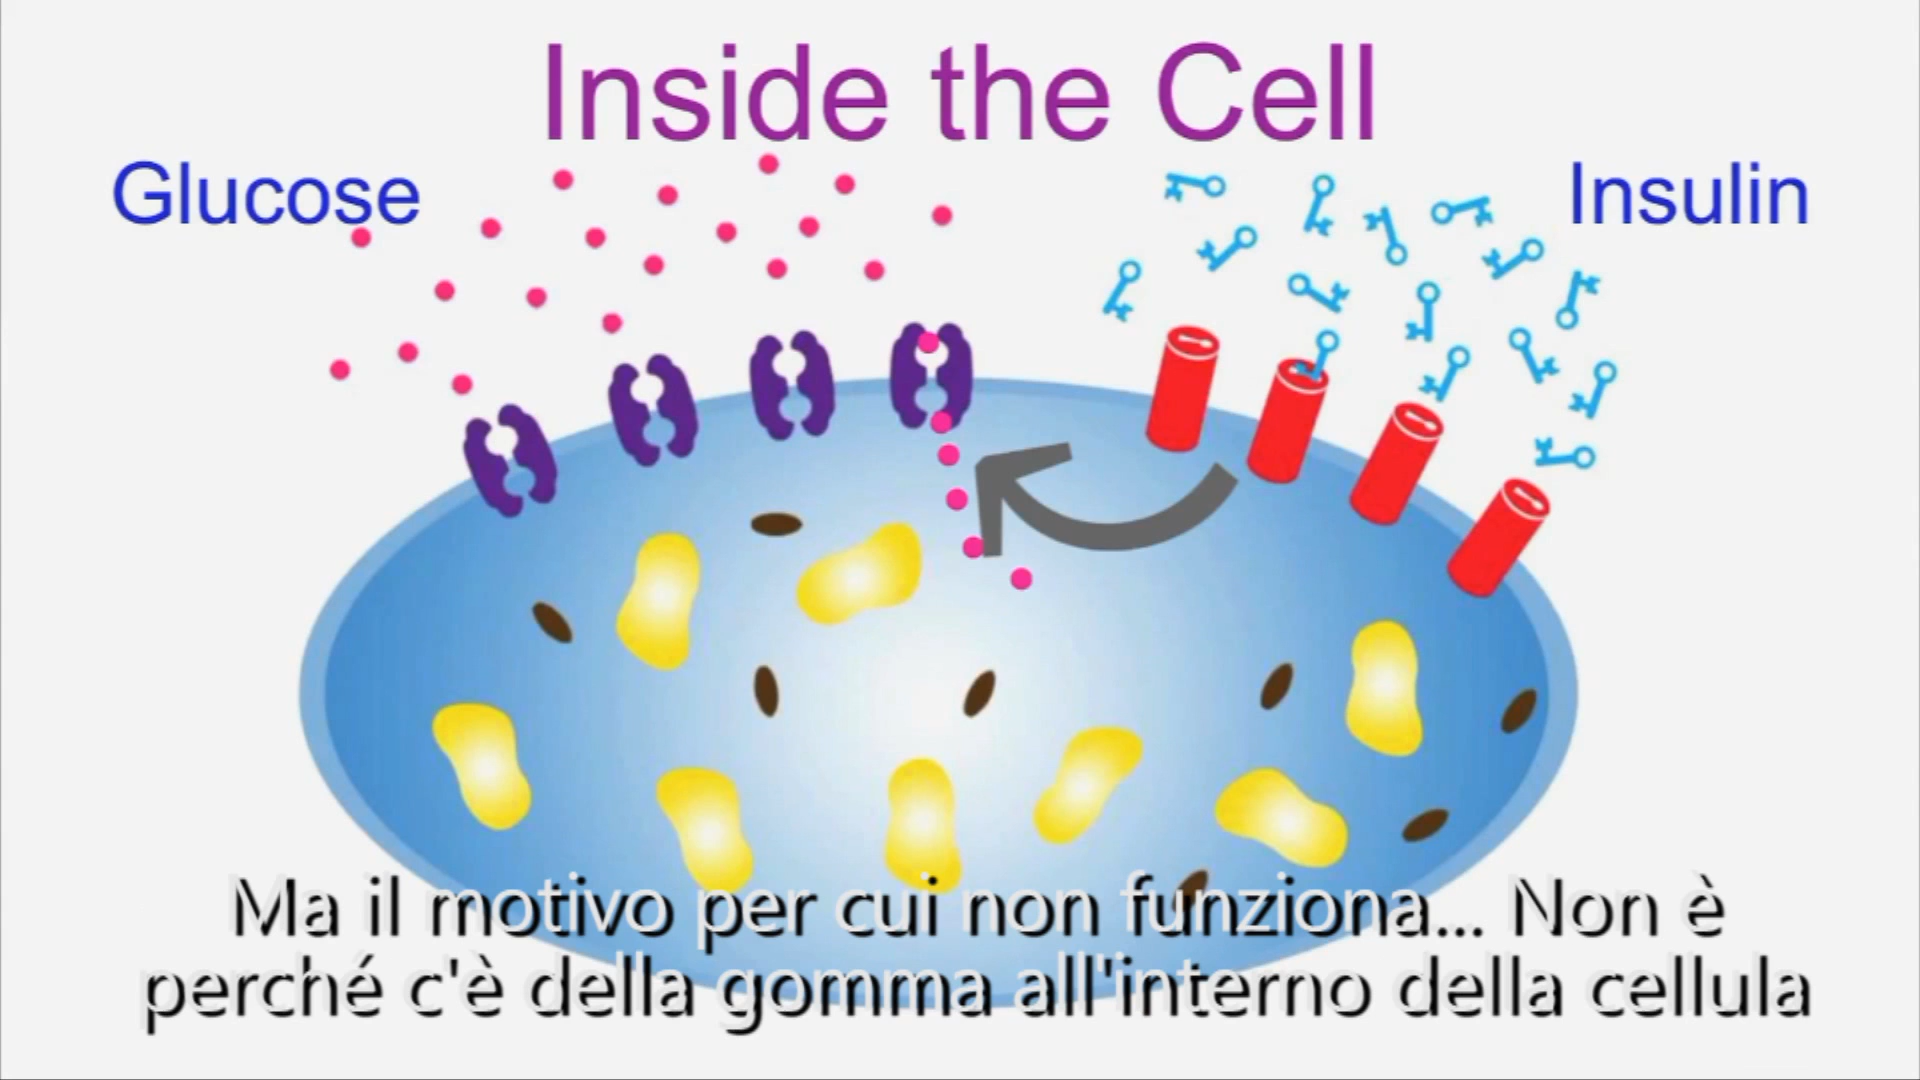 Inside the Cell
Glucose
Insulin
Ma il motivo per cui non funziona... Non è
perché c'è della gomma all'interno della cellula